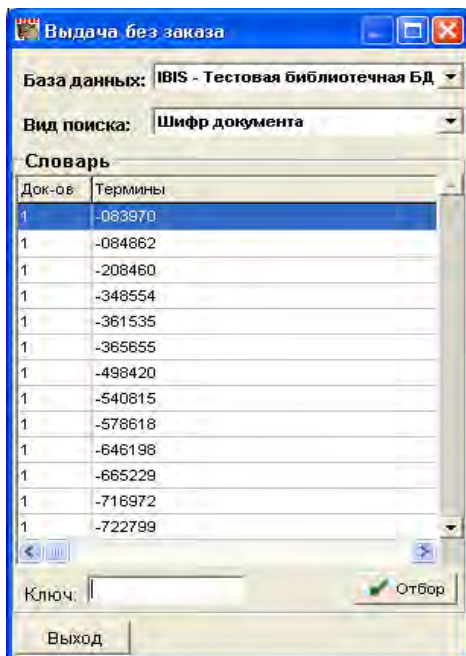 Выдача без заказа
База данных: IBIS - Тестовая библиотечная БД
Вид поиска: Шифр документа
Словарь
Док-ов Термины
1 -083970
1 -084862
1 -208460
1 -348554
1 -361535
1 -365655
1 -498420
1 -540815
1 -578618
1 -646198
1 -665229
1 -716972
1 -722799
Ключ: Отбор
Выход